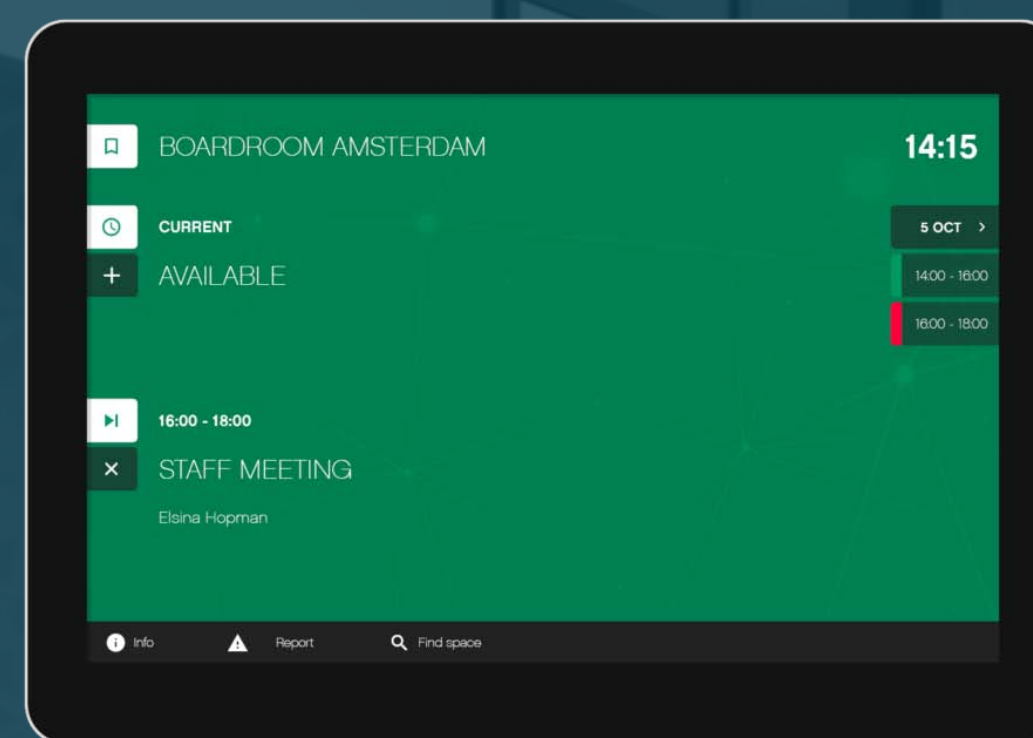 BOARDROOM AMSTERDAM
14:15
CURRENT
5 OCT >
AVAILABLE
14:00 - 16:00
16:00 - 18:00
16:00 - 18:00
STAFF MEETING
Elsina Hopman
Info
Report
Find space